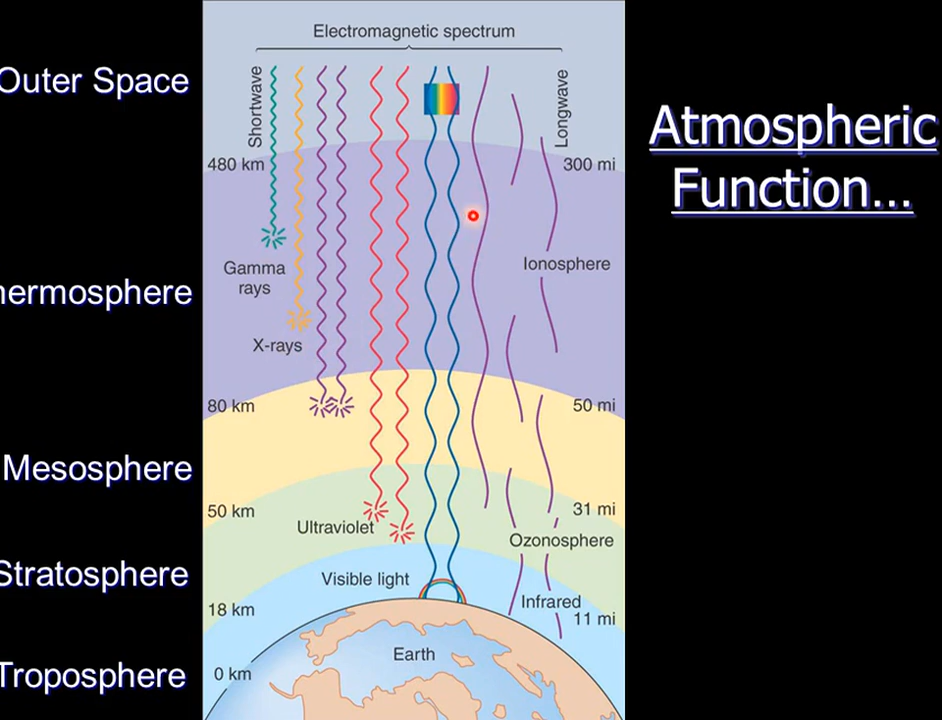 Electromagnetic spectrum
Outer Space
Shortwave
Longwave
Atmospheric
Function...
480 km
300 mi
Gamma
rays
Ionosphere
hermosphere
X-rays
80 km
50 mi
Mesosphere
50 km
31 mi
Ultraviolet
Ozonosphere
Stratosphere
Visible light
18 km
Infrared
11 mi
Earth
0 km
Troposphere